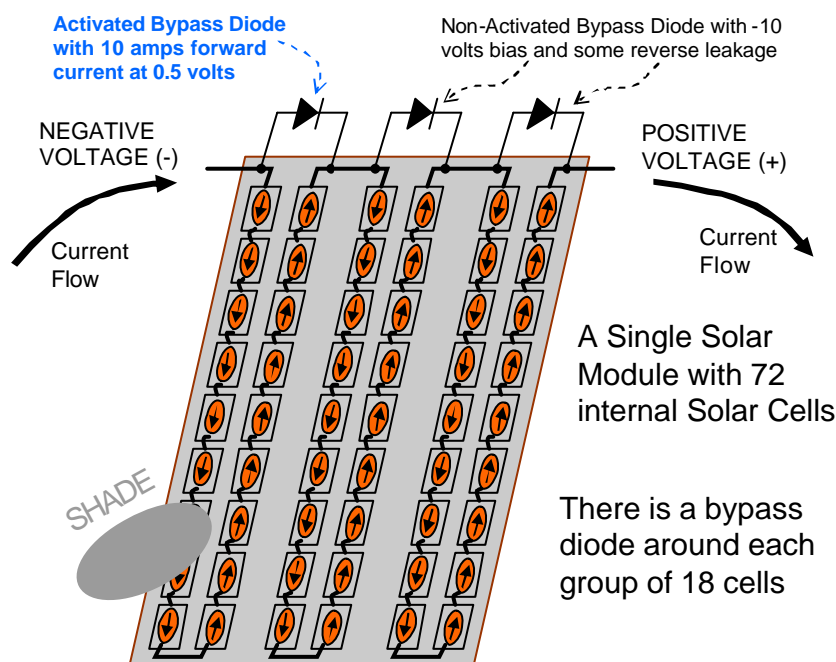 Activated Bypass Diode
with 10 amps forward
current at 0.5 volts
Non-Activated Bypass Diode with -10
volts bias and some reverse leakage
NEGATIVE
VOLTAGE (-)
POSITIVE
VOLTAGE (+)
Current
Flow
Current
Flow
A Single Solar
Module with 72
internal Solar Cells
SHADE
There is a bypass
diode around each
group of 18 cells